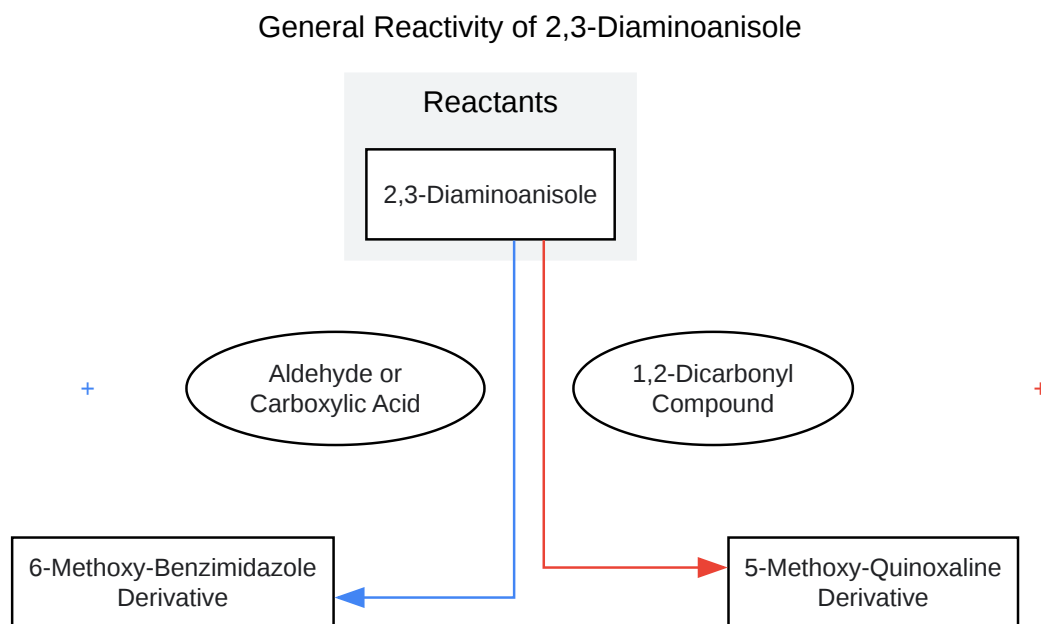 General Reactivity of 2,3-Diaminoanisole
Reactants
2,3-Diaminoanisole
Aldehyde or
Carboxylic Acid
1,2-Dicarbonyl
Compound
+
+
6-Methoxy-Benzimidazole
Derivative
5-Methoxy-Quinoxaline
Derivative